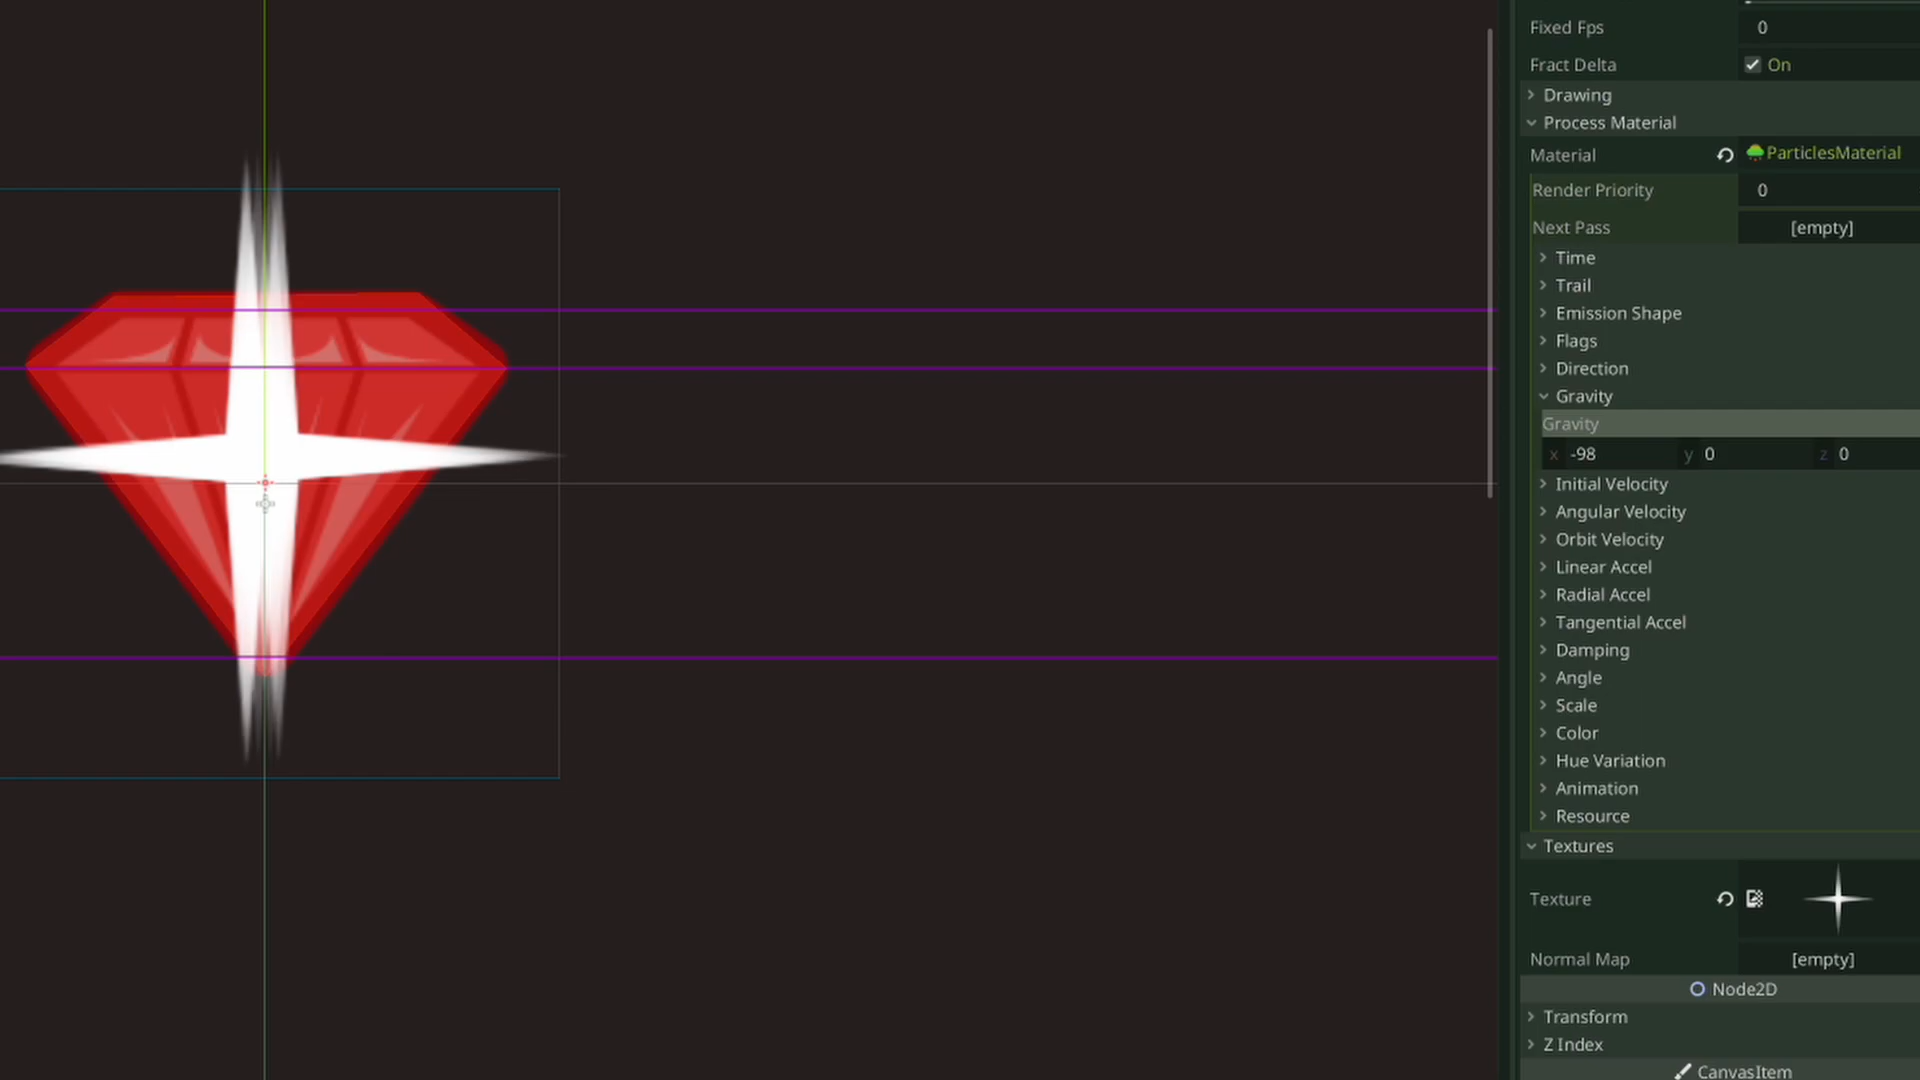 Fixed Fps 0
Fract Delta On
Drawing
Process Material
Material ParticlesMaterial
Render Priority 0
Next Pass [empty]
Time
Trail
Emission Shape
Flags
Direction
Gravity
Gravity
x -98 y 0 z 0
Initial Velocity
Angular Velocity
Orbit Velocity
Linear Accel
Radial Accel
Tangential Accel
Damping
Angle
Scale
Color
Hue Variation
Animation
Resource
Textures
Texture
Normal Map [empty]
Node2D
Transform
Z Index
CanvasItem